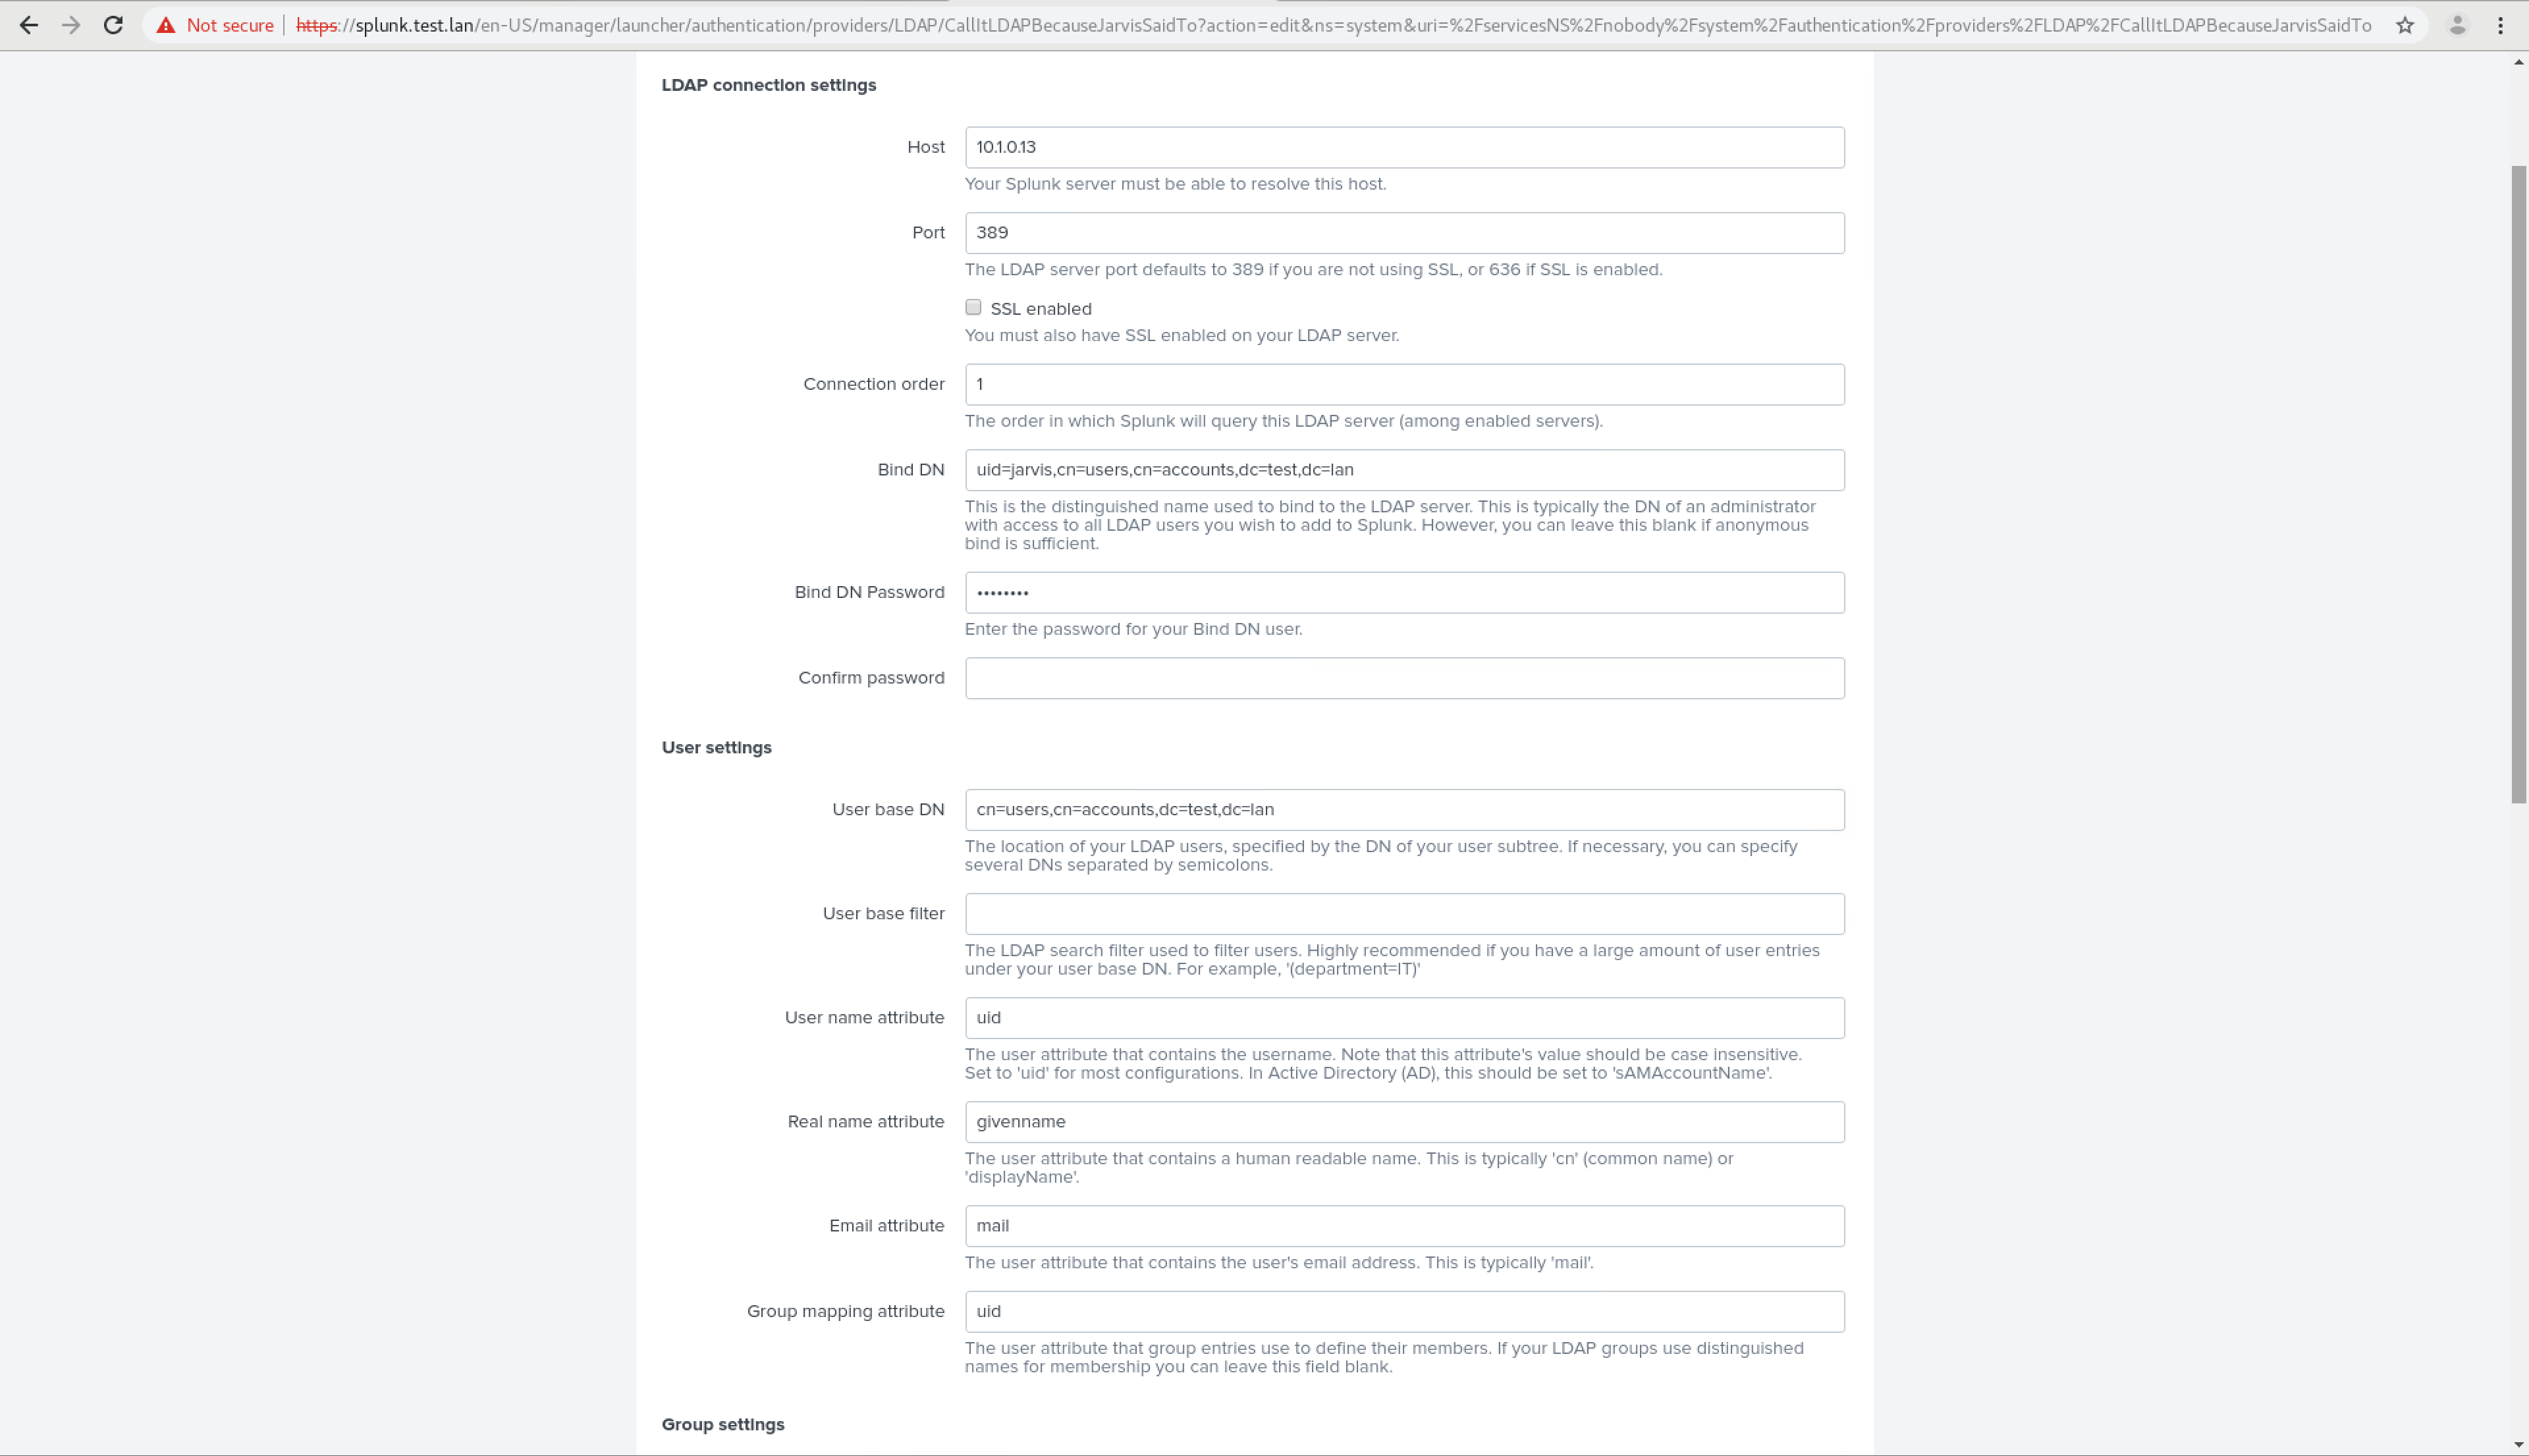 Not secure | https://splunk.test.lan/en-US/manager/launcher/authentication/providers/LDAP/CallItLDAPBecauseJarvisSaidTo?action=edit&ns=system&uri=%2FservicesNS%2Fnobody%2Fsystem%2Fauthentication%2Fproviders%2FLDAP%2FCallItLDAPBecauseJarvisSaidTo
LDAP connection settings
Host 10.1.0.13
Your Splunk server must be able to resolve this host.
Port 389
The LDAP server port defaults to 389 if you are not using SSL, or 636 if SSL is enabled.
SSL enabled
You must also have SSL enabled on your LDAP server.
Connection order 1
The order in which Splunk will query this LDAP server (among enabled servers).
Bind DN uid=jarvis,cn=users,cn=accounts,dc=test,dc=lan
This is the distinguished name used to bind to the LDAP server. This is typically the DN of an administrator
with access to all LDAP users you wish to add to Splunk. However, you can leave this blank if anonymous
bind is sufficient.
Bind DN Password ••••••••
Enter the password for your Bind DN user.
Confirm password
User settings
User base DN cn=users,cn=accounts,dc=test,dc=lan
The location of your LDAP users, specified by the DN of your user subtree. If necessary, you can specify
several DNs separated by semicolons.
User base filter
The LDAP search filter used to filter users. Highly recommended if you have a large amount of user entries
under your user base DN. For example, '(department=IT)'
User name attribute uid
The user attribute that contains the username. Note that this attribute's value should be case insensitive.
Set to 'uid' for most configurations. In Active Directory (AD), this should be set to 'sAMAccountName'.
Real name attribute givenname
The user attribute that contains a human readable name. This is typically 'cn' (common name) or
'displayName'.
Email attribute mail
The user attribute that contains the user's email address. This is typically 'mail'.
Group mapping attribute uid
The user attribute that group entries use to define their members. If your LDAP groups use distinguished
names for membership you can leave this field blank.
Group settings